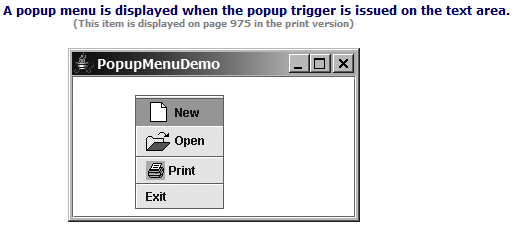 A popup menu is displayed when the popup trigger is issued on the text area.
(This item is displayed on page 975 in the print version)
PopupMenuDemo
New
Open
Print
Exit